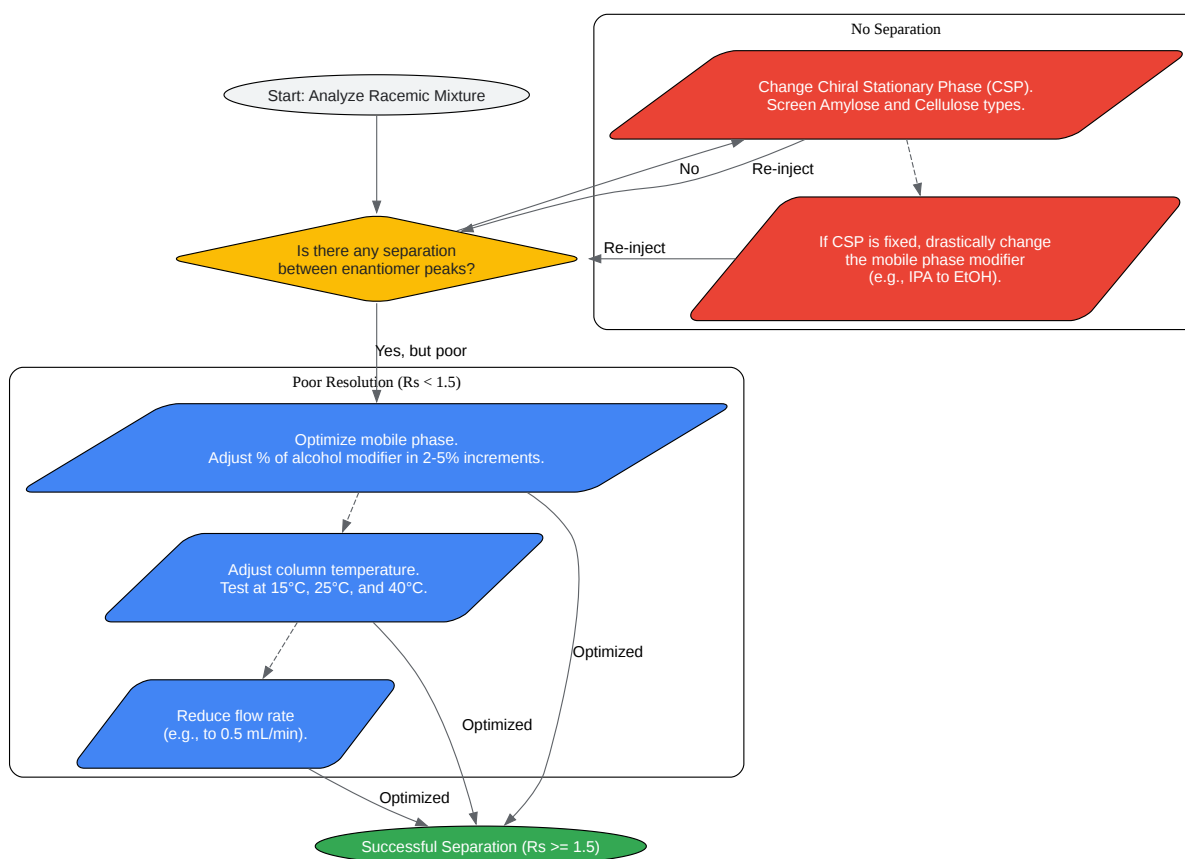 No Separation
Change Chiral Stationary Phase (CSP).
Screen Amylose and Cellulose types.
Start: Analyze Racemic Mixture
No
Re-inject
If CSP is fixed, drastically change
the mobile phase modifier
(e.g., IPA to EtOH).
Re-inject
Is there any separation
between enantiomer peaks?
Yes, but poor
Poor Resolution (Rs < 1.5)
Optimize mobile phase.
Adjust % of alcohol modifier in 2-5% increments.
Adjust column temperature.
Test at 15°C, 25°C, and 40°C.
Optimized
Reduce flow rate
(e.g., to 0.5 mL/min).
Optimized
Optimized
Successful Separation (Rs >= 1.5)